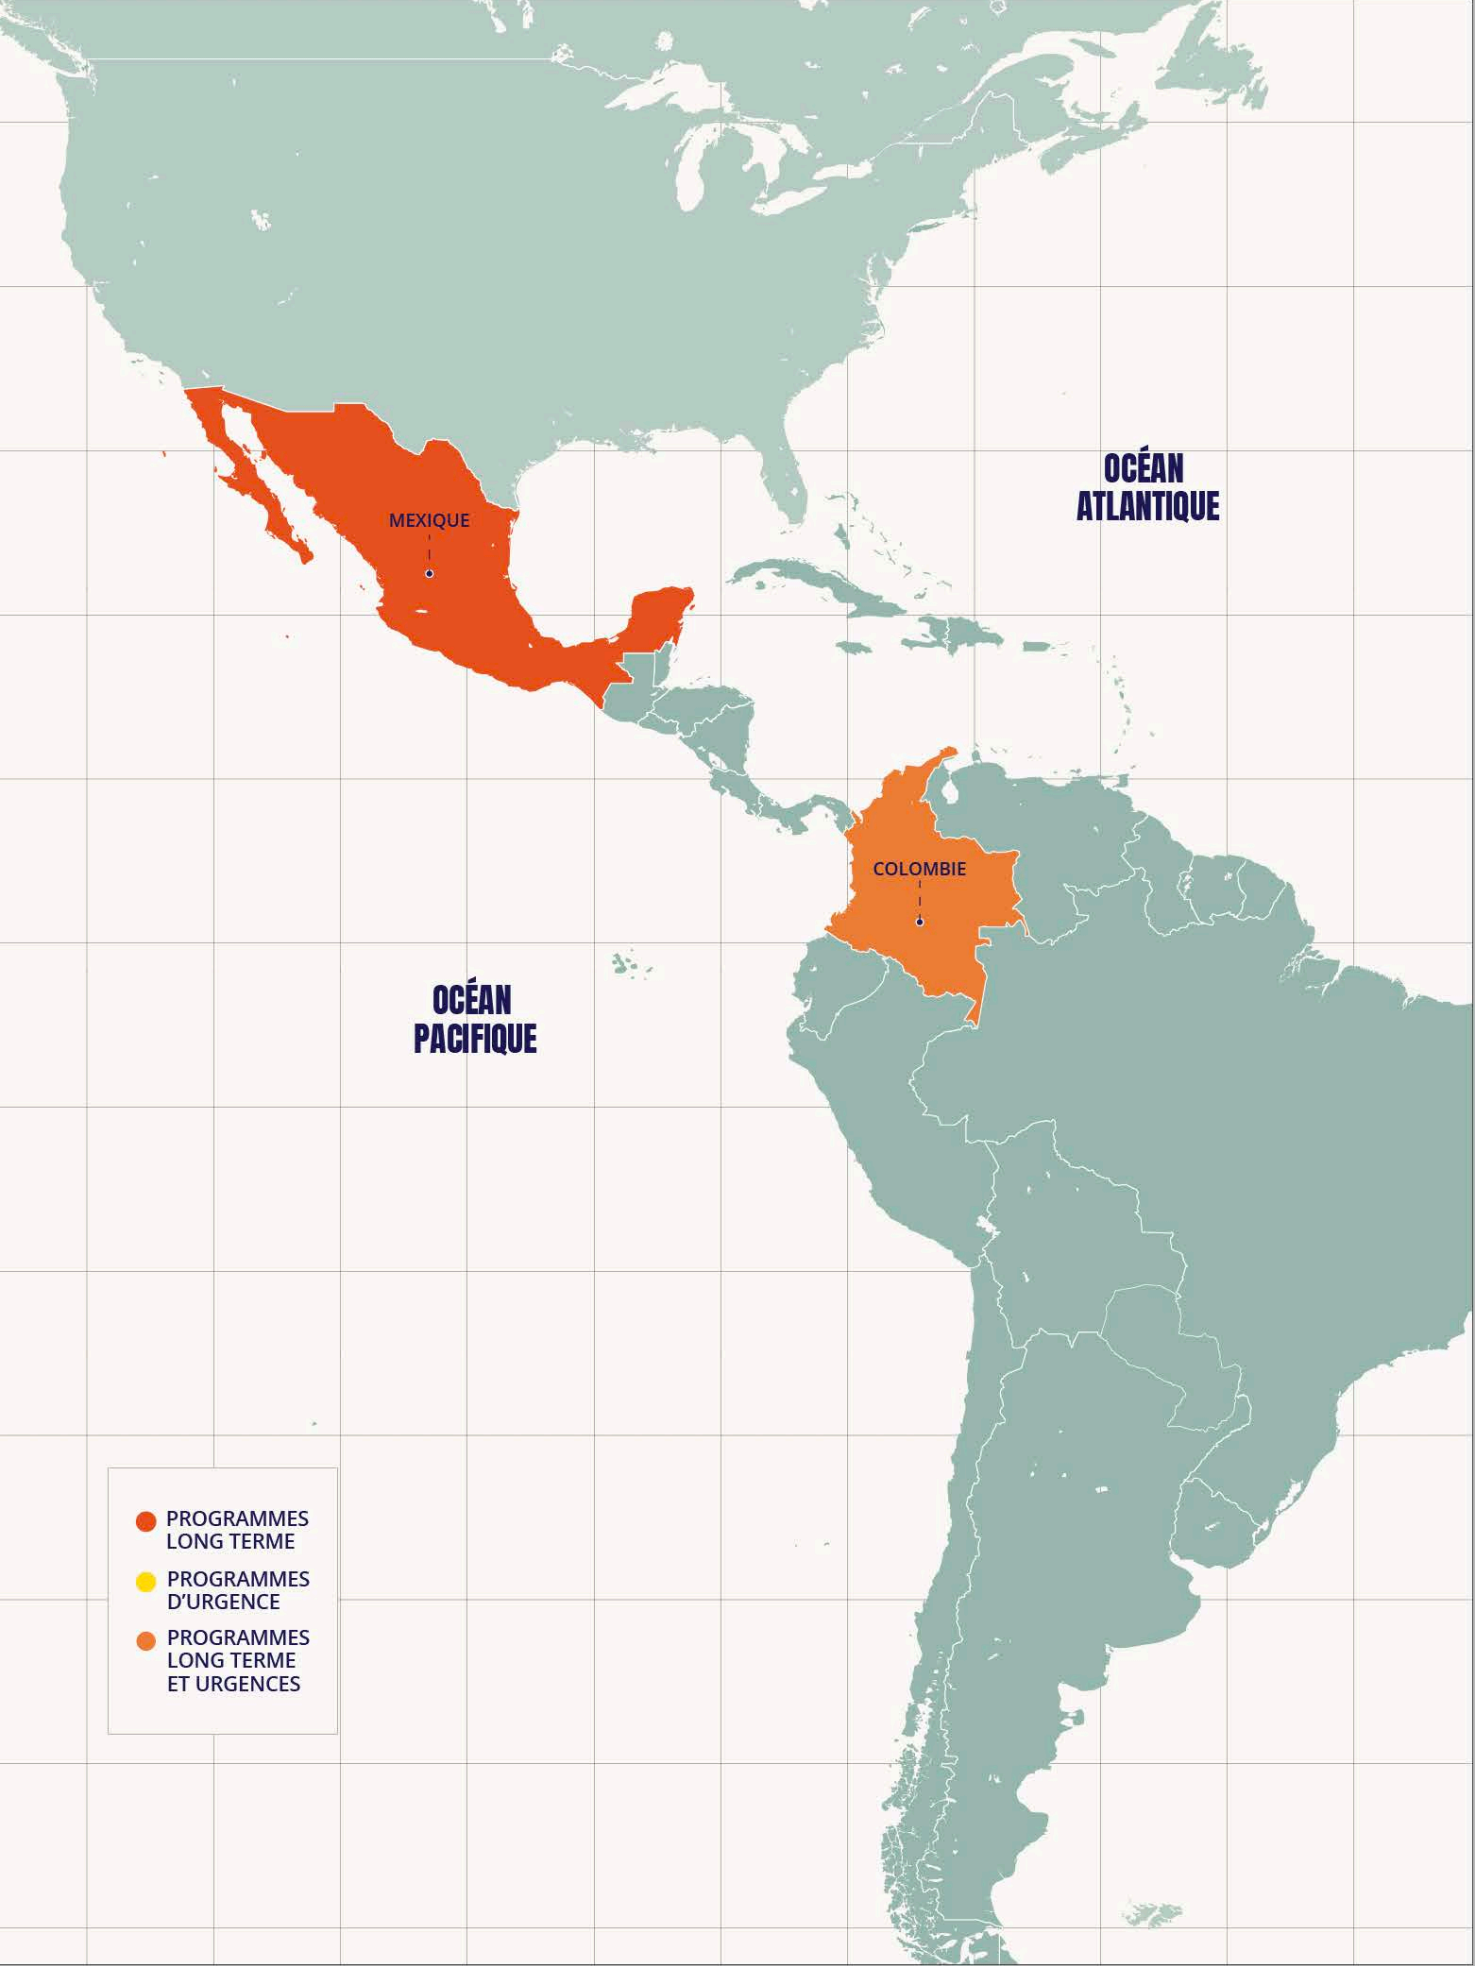 MEXIQUE
OCÉAN
ATLANTIQUE
COLOMBIE
OCÉAN
PACIFIQUE
PROGRAMMES
LONG TERME
PROGRAMMES
D'URGENCE
PROGRAMMES
LONG TERME
ET URGENCES